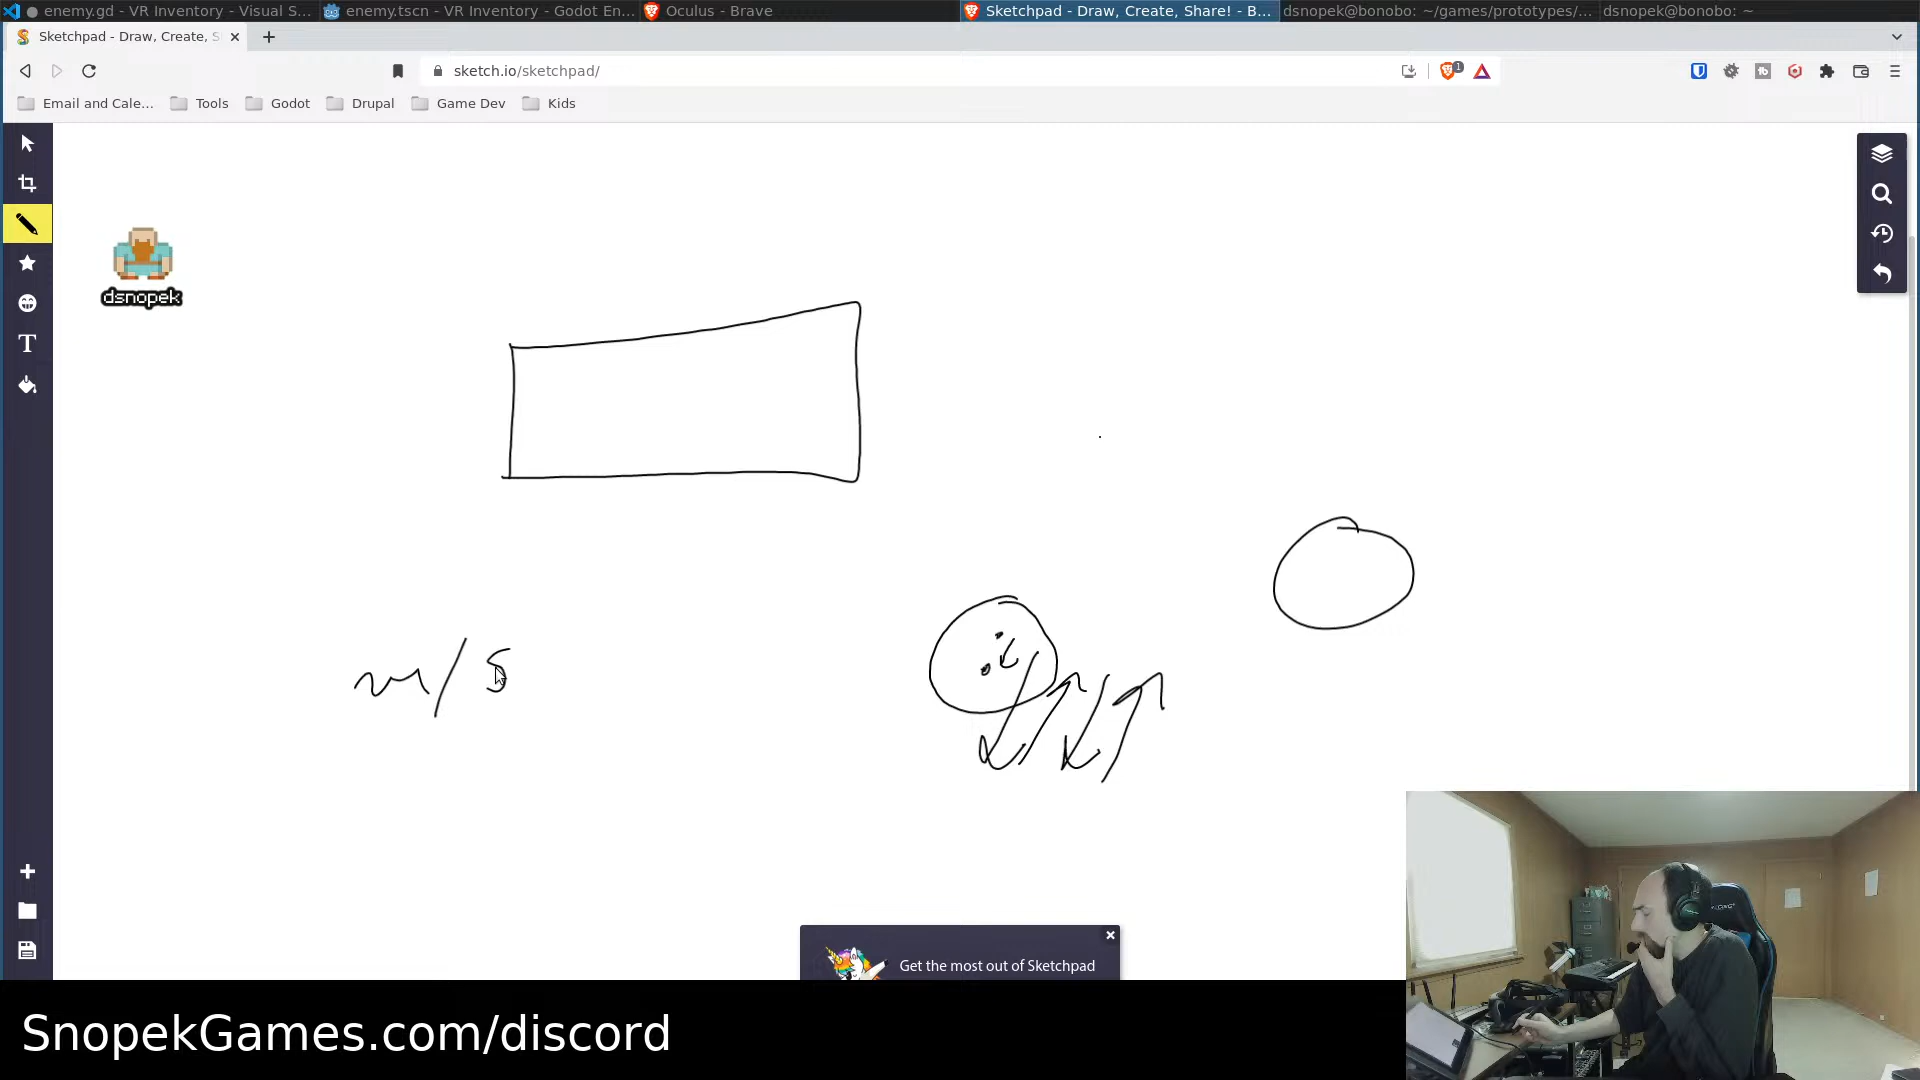 enemy.gd - VR Inventory - Visual S...
enemy.tscn - VR Inventory - Godot En...
Oculus - Brave
Sketchpad - Draw, Create, Share! - B...
dsnopek@bonobo: ~/games/prototypes/...
dsnopek@bonobo: ~
Sketchpad - Draw, Create, S
sketch.io/sketchpad/
1
Email and Cale...
Tools
Godot
Drupal
Game Dev
Kids
T
dsnopek
m/s
Get the most out of Sketchpad
SnopekGames.com/discord